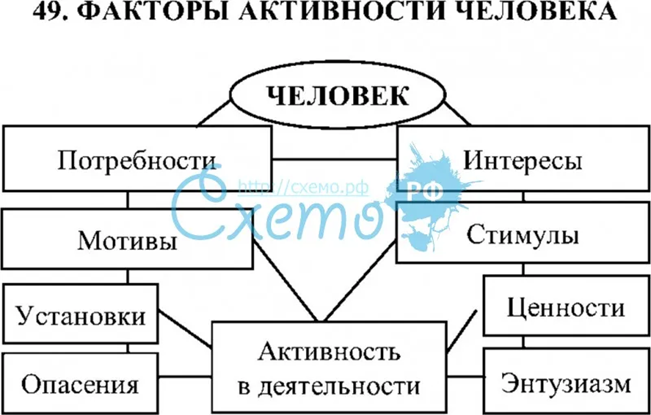 49. ФАКТОРЫ АКТИВНОСТИ ЧЕЛОВЕКА
ЧЕЛОВЕК
Потребности
Интересы
http://схемо.рф
Схемо
РФ
Мотивы
Стимулы
Установки
Ценности
Активность
в деятельности
Опасения
Энтузиазм